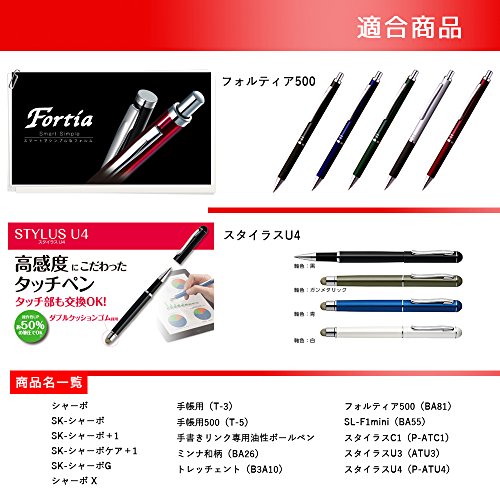 適合商品
Fortia
Smart Simple
スマートでシンプルなフォルム
フォルティア500
STYLUS U4
スタイラス U4
高感度にこだわった
タッチペン
タッチ部も交換OK!
ダブルクッションゴム
約50%
スタイラスU4
軸色：黒
軸色：ガンメタリック
軸色：青
軸色：白
商品名一覧
シャーボ
SK-シャーボ
SK-シャーボ＋1
SK-シャーボケア＋1
SK-シャーボG
シャーボ X
手帳用（T-3）
手帳用500（T-5）
手書きリンク専用油性ボールペン
ミンナ和柄（BA26）
トレッチェント（B3A10）
フォルティア500（BA81）
SL-F1mini（BA55）
スタイラスC1（P-ATC1）
スタイラスU3（ATU3）
スタイラスU4（P-ATU4）